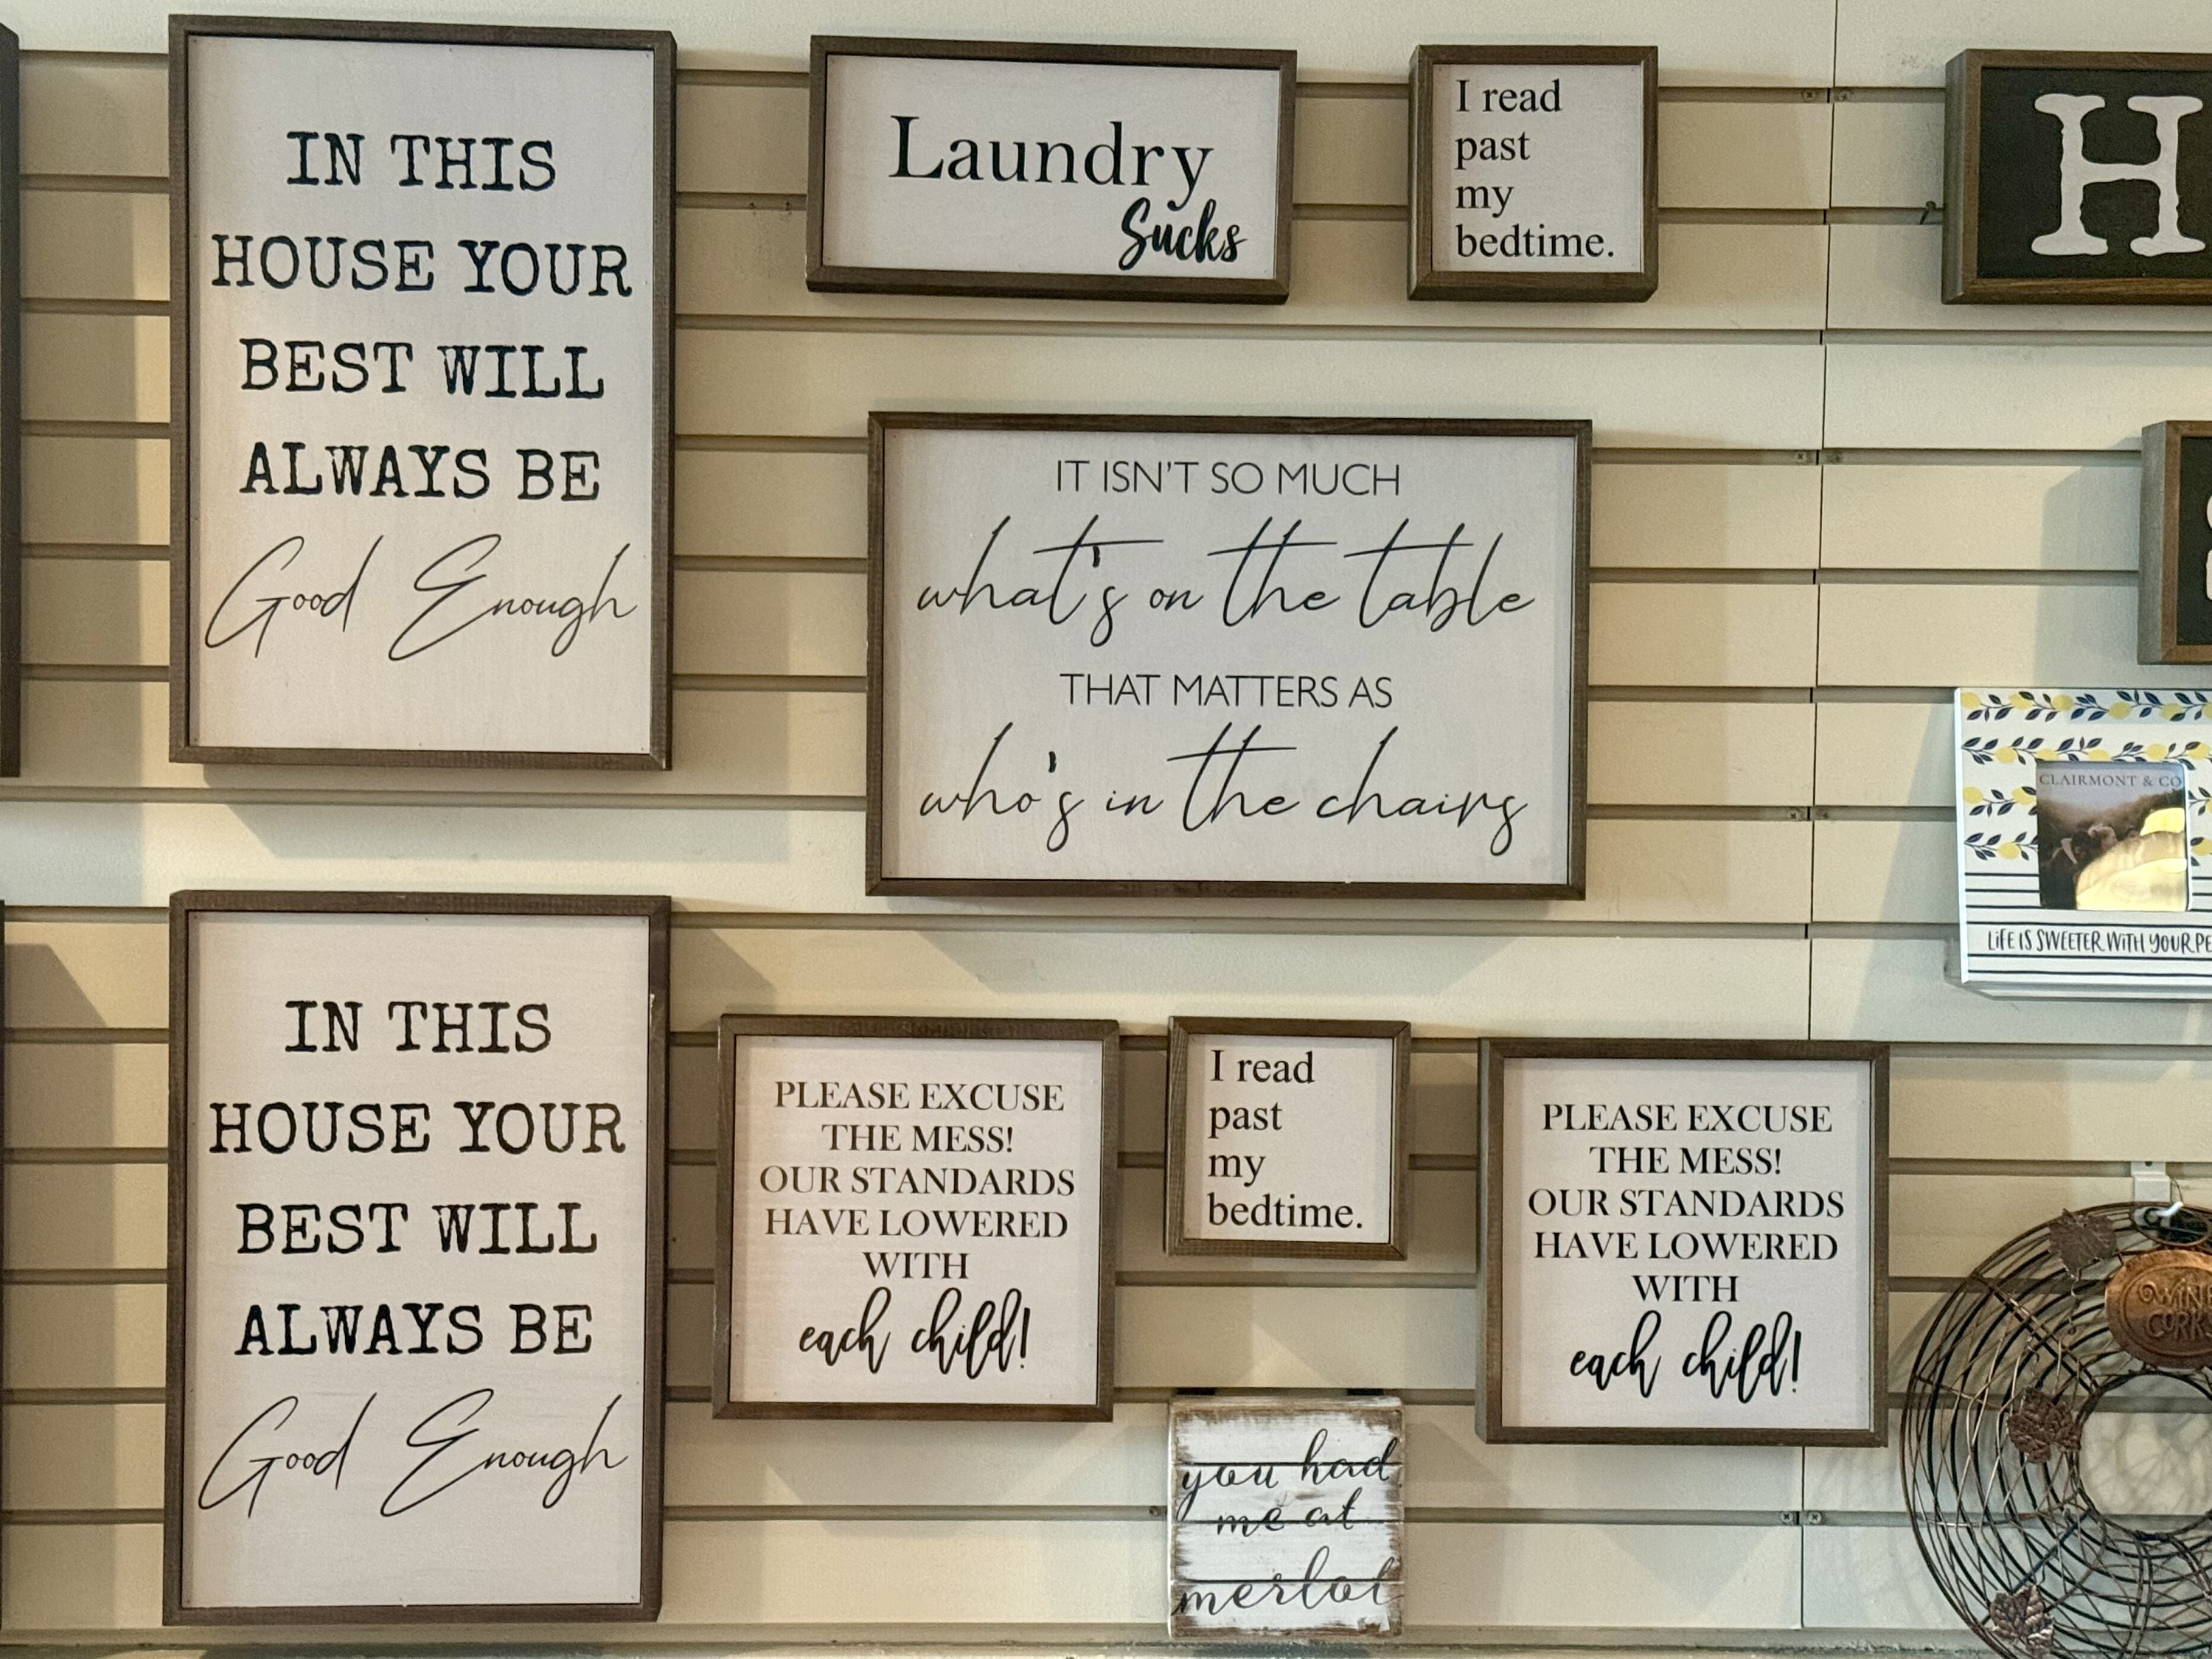 IN THIS
HOUSE YOUR
BEST WILL
ALWAYS BE
Good Enough
Laundry
Sucks
I read
past
my
bedtime.
H
IT ISN'T SO MUCH
what's on the table
THAT MATTERS AS
who's in the chairs
CLAIRMONT & CO
LIFE IS SWEETER WITH YOUR PE
IN THIS
HOUSE YOUR
BEST WILL
ALWAYS BE
Good Enough
PLEASE EXCUSE
THE MESS!
OUR STANDARDS
HAVE LOWERED
WITH
each child!
I read
past
my
bedtime.
PLEASE EXCUSE
THE MESS!
OUR STANDARDS
HAVE LOWERED
WITH
each child!
you had
me at
merlot
WIN
CORK